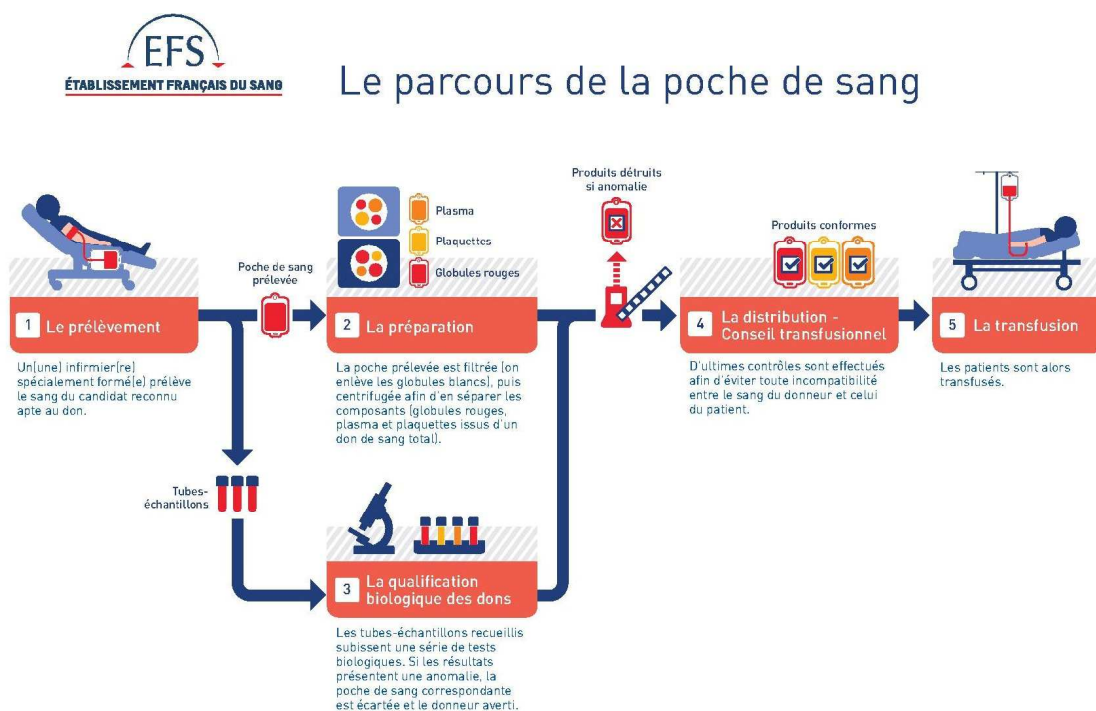 EFS
ÉTABLISSEMENT FRANÇAIS DU SANG
Le parcours de la poche de sang
Produits détruits
si anomalie
Plasma
Plaquettes
Globules rouges
Produits conformes
Poche de sang
prélevée
1 Le prélèvement
2 La préparation
4 La distribution -
Conseil transfusionnel
5 La transfusion
Un(une) infirmier(re)
spécialement formé(e) prélève
le sang du candidat reconnu
apte au don.
La poche prélevée est filtrée (on
enlève les globules blancs), puis
centrifugée afin d'en séparer les
composants (globules rouges,
plasma et plaquettes issus d'un
don de sang total).
D'ultimes contrôles sont effectués
afin d'éviter toute incompatibilité
entre le sang du donneur et celui
du patient.
Les patients sont alors
transfusés.
Tubes-
échantillons
3 La qualification
biologique des dons
Les tubes-échantillons recueillis
subissent une série de tests
biologiques. Si les résultats
présentent une anomalie, la
poche de sang correspondante
est écartée et le donneur averti.